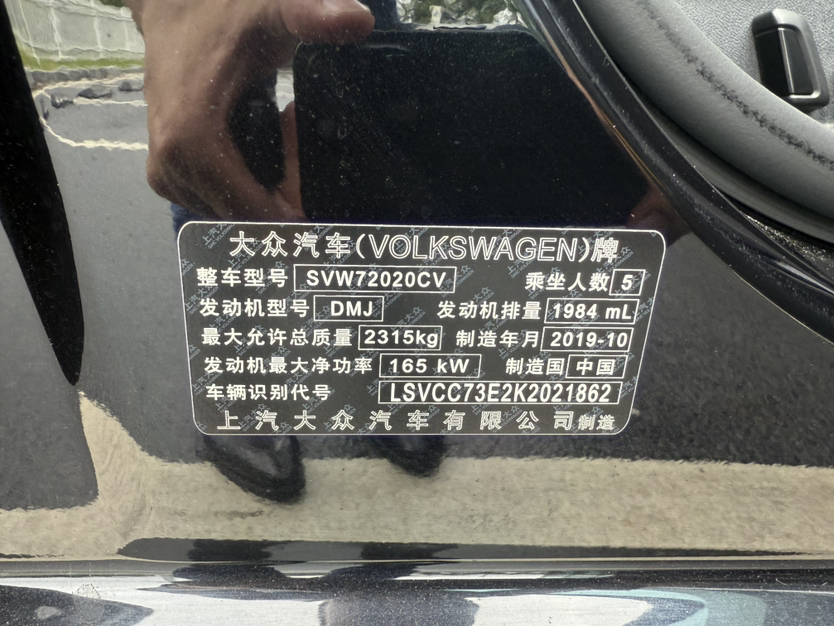 大众汽车(VOLKSWAGEN)牌
整车型号 SVW72020CV 乘坐人数 5
发动机型号 DMJ 发动机排量 1984 mL
最大允许总质量 2315kg 制造年月 2019-10
发动机最大净功率 165 kW 制造国 中国
车辆识别代号 LSVCC73E2K2021862
上汽大众汽车有限公司制造